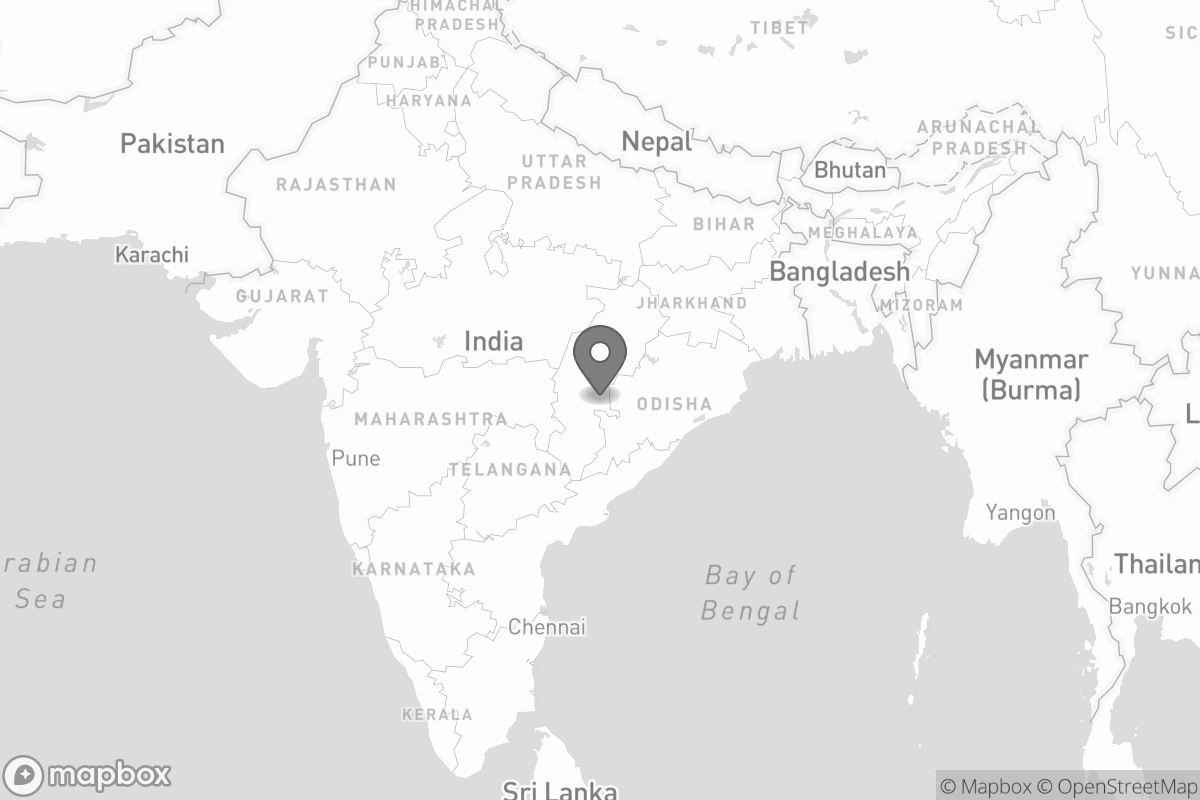 HIMACHAL
PRADESH
TIBET
PUNJAB
HARYANA
Pakistan
Nepal
ARUNACHAL
PRADESH
UTTAR
PRADESH
Bhutan
RAJASTHAN
BIHAR
MEGHALAYA
Karachi
Bangladesh
YUNNA
GUJARAT
JHARKHAND
MIZORAM
India
Myanmar
(Burma)
ODISHA
MAHARASHTRA
L
Pune
TELANGANA
Yangon
rabian
Sea
KARNATAKA
Bay of
Bengal
Thailan
Bangkok
Chennai
KERALA
Sri Lanka
mapbox
© Mapbox © OpenStreetMap
SIC